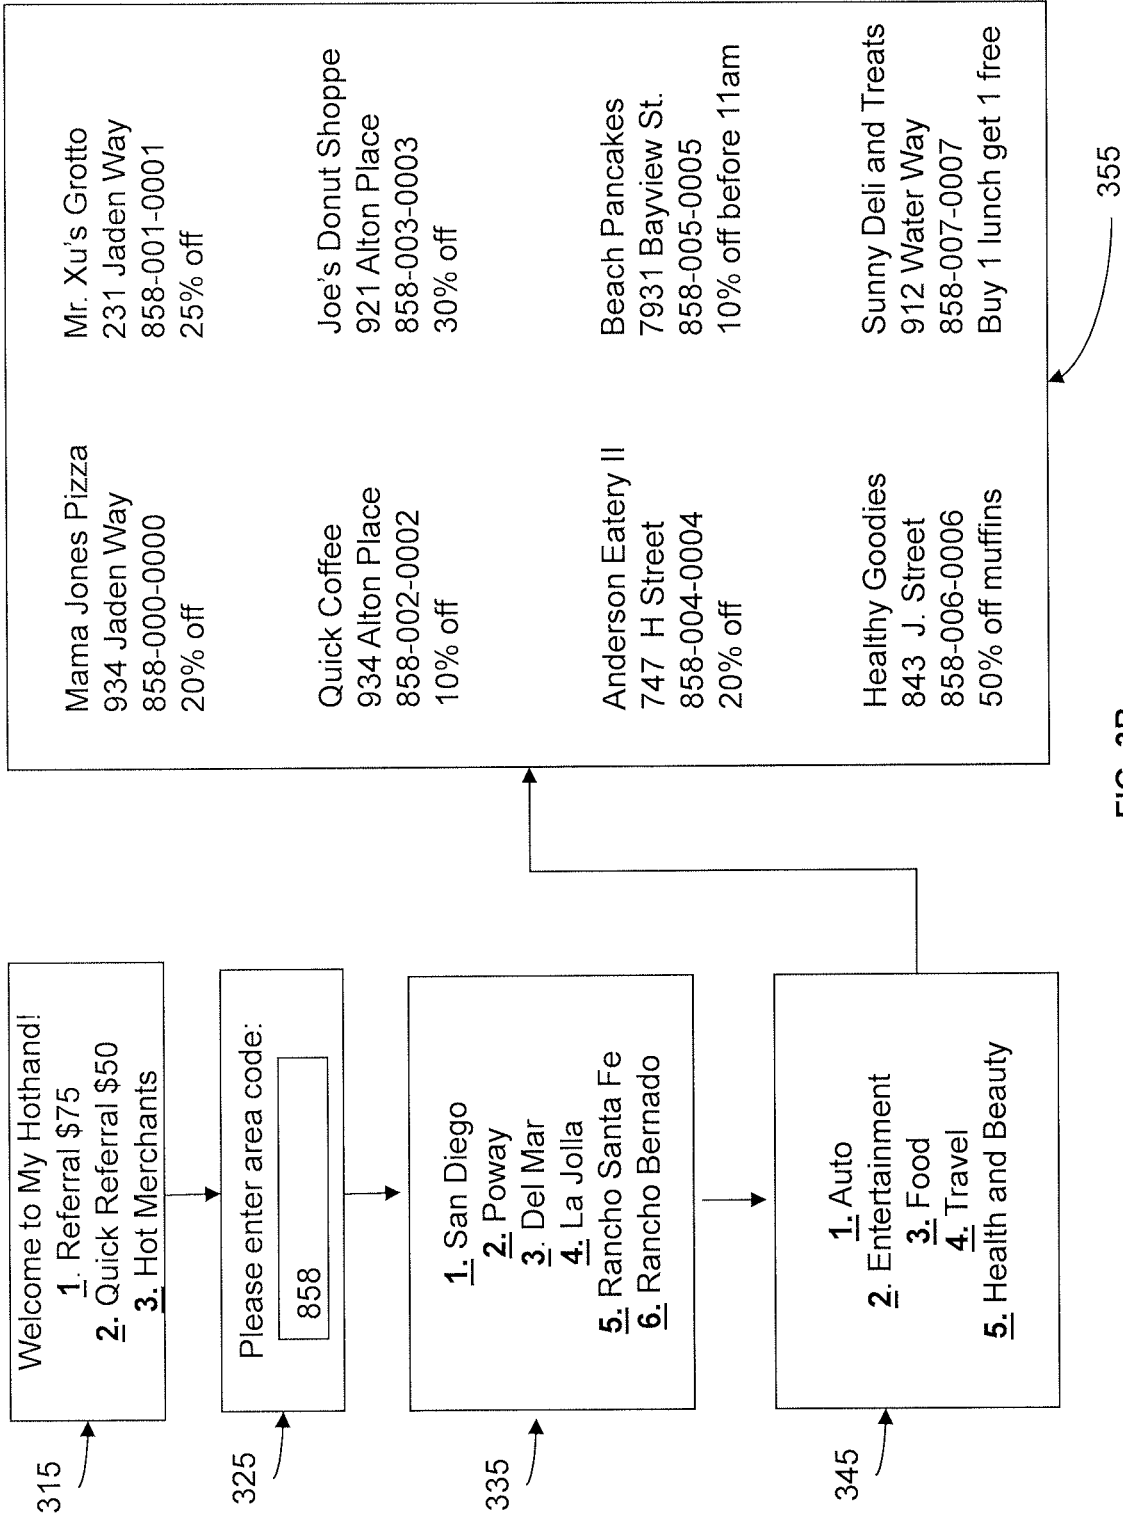 315
Welcome to My Hothand!
1. Referral $75
2. Quick Referral $50
3. Hot Merchants
325
Please enter area code:
858
335
1. San Diego
2. Poway
3. Del Mar
4. La Jolla
5. Rancho Santa Fe
6. Rancho Bernado
345
1. Auto
2. Entertainment
3. Food
4. Travel
5. Health and Beauty
Mama Jones Pizza
934 Jaden Way
858-000-0000
20% off
Mr. Xu's Grotto
231 Jaden Way
858-001-0001
25% off
Quick Coffee
934 Alton Place
858-002-0002
10% off
Joe's Donut Shoppe
921 Alton Place
858-003-0003
30% off
Anderson Eatery II
747 H Street
858-004-0004
20% off
Beach Pancakes
7931 Bayview St.
858-005-0005
10% off before 11am
Healthy Goodies
843 J. Street
858-006-0006
50% off muffins
Sunny Deli and Treats
912 Water Way
858-007-0007
Buy 1 lunch get 1 free
355